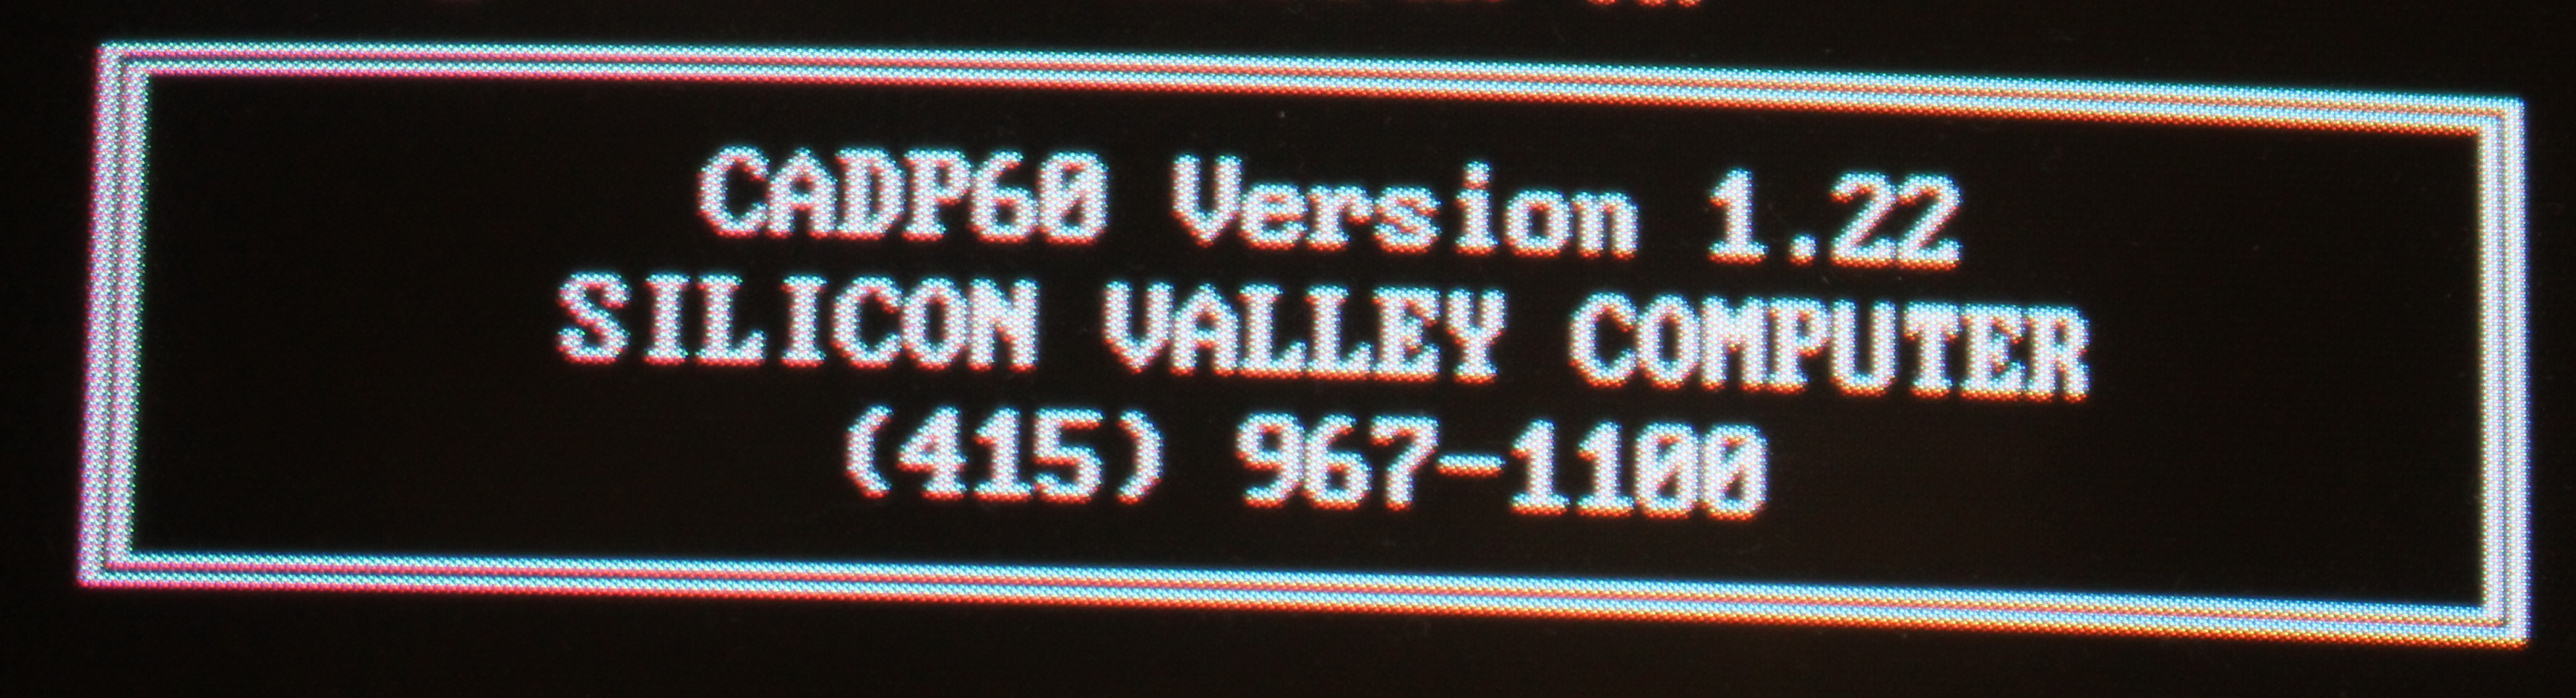 CADP60 Version 1.22
SILICON VALLEY COMPUTER
(415) 967-1100